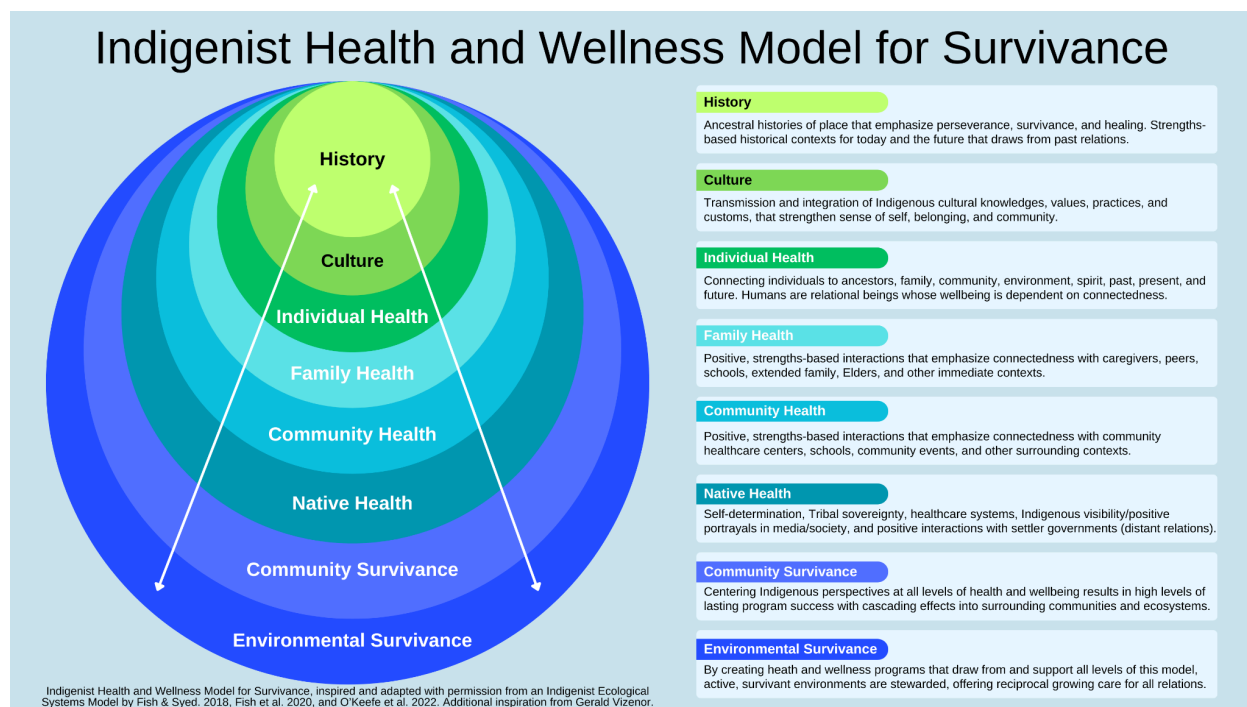 Indigenist Health and Wellness Model for Survivance
History
Culture
Individual Health
Family Health
Community Health
Native Health
Community Survivance
Environmental Survivance
Indigenist Health and Wellness Model for Survivance, inspired and adapted with permission from an Indigenist Ecological
Systems Model by Fish & Syed. 2018, Fish et al. 2020, and O'Keefe et al. 2022. Additional inspiration from Gerald Vizenor.
History
Ancestral histories of place that emphasize perseverance, survivance, and healing. Strengths-
based historical contexts for today and the future that draws from past relations.
Culture
Transmission and integration of Indigenous cultural knowledges, values, practices, and
customs, that strengthen sense of self, belonging, and community.
Individual Health
Connecting individuals to ancestors, family, community, environment, spirit, past, present, and
future. Humans are relational beings whose wellbeing is dependent on connectedness.
Family Health
Positive, strengths-based interactions that emphasize connectedness with caregivers, peers,
schools, extended family, Elders, and other immediate contexts.
Community Health
Positive, strengths-based interactions that emphasize connectedness with community
healthcare centers, schools, community events, and other surrounding contexts.
Native Health
Self-determination, Tribal sovereignty, healthcare systems, Indigenous visibility/positive
portrayals in media/society, and positive interactions with settler governments (distant relations).
Community Survivance
Centering Indigenous perspectives at all levels of health and wellbeing results in high levels of
lasting program success with cascading effects into surrounding communities and ecosystems.
Environmental Survivance
By creating heath and wellness programs that draw from and support all levels of this model,
active, survivant environments are stewarded, offering reciprocal growing care for all relations.